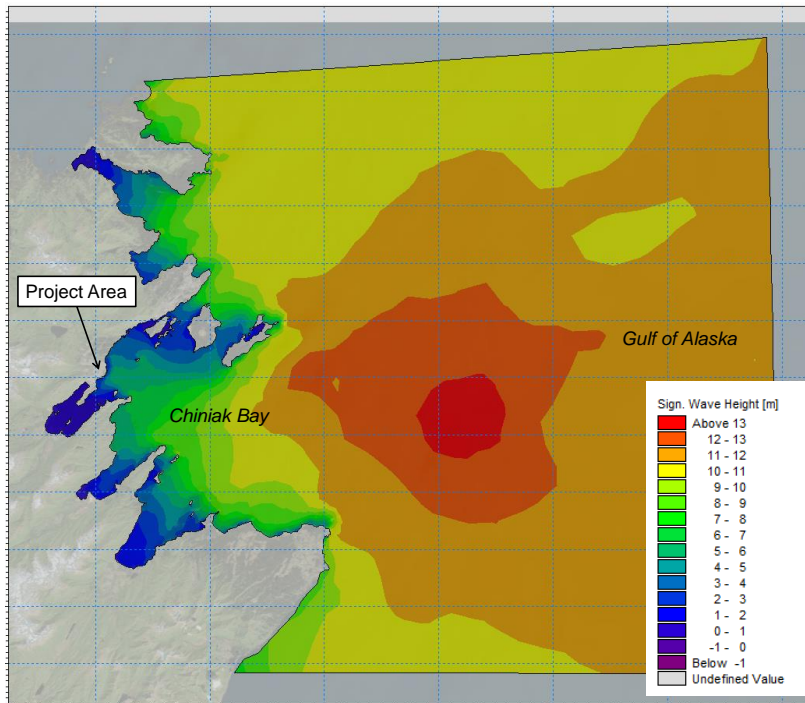 Project Area
Gulf of Alaska
Chiniak Bay
Sign. Wave Height [m]
Above 13
12 - 13
11 - 12
10 - 11
9 - 10
8 - 9
7 - 8
6 - 7
5 - 6
4 - 5
3 - 4
2 - 3
1 - 2
0 - 1
-1 - 0
Below -1
Undefined Value